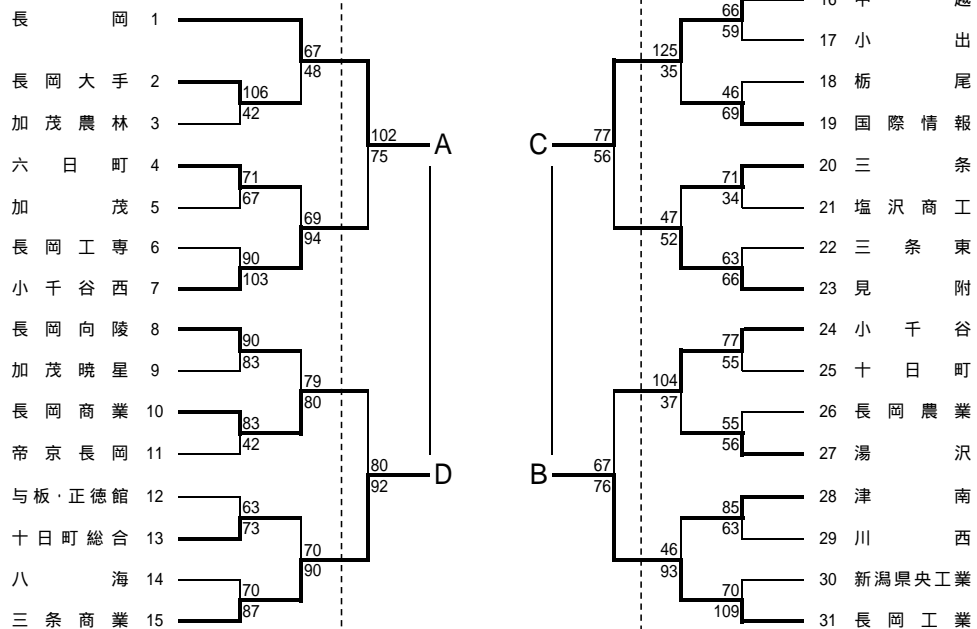 長岡 1
67
48
長岡大手 2
106
42
加茂農林 3
102
75
A
六日町 4
71
67
加茂 5
69
94
長岡工専 6
90
103
小千谷西 7
長岡向陵 8
90
83
加茂暁星 9
79
80
長岡商業 10
83
42
帝京長岡 11
80
92
D
与板・正徳館 12
63
73
十日町総合 13
70
90
八海 14
70
87
三条商業 15
66
59
17 小出
125
35
18 栃尾
46
69
19 国際情報
C
77
56
20 三条
71
34
21 塩沢商工
47
52
22 三条東
63
66
23 見附
24 小千谷
77
55
25 十日町
104
37
26 長岡農業
55
56
27 湯沢
B
67
76
28 津南
85
63
29 川西
46
93
30 新潟県央工業
70
109
31 長岡工業